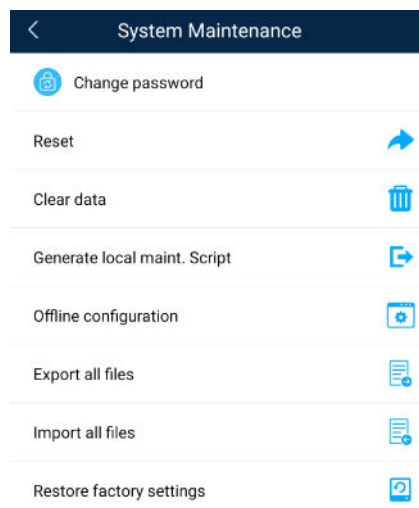 System Maintenance
Change password
Reset
Clear data
Generate local maint. Script
Offline configuration
Export all files
Import all files
Restore factory settings